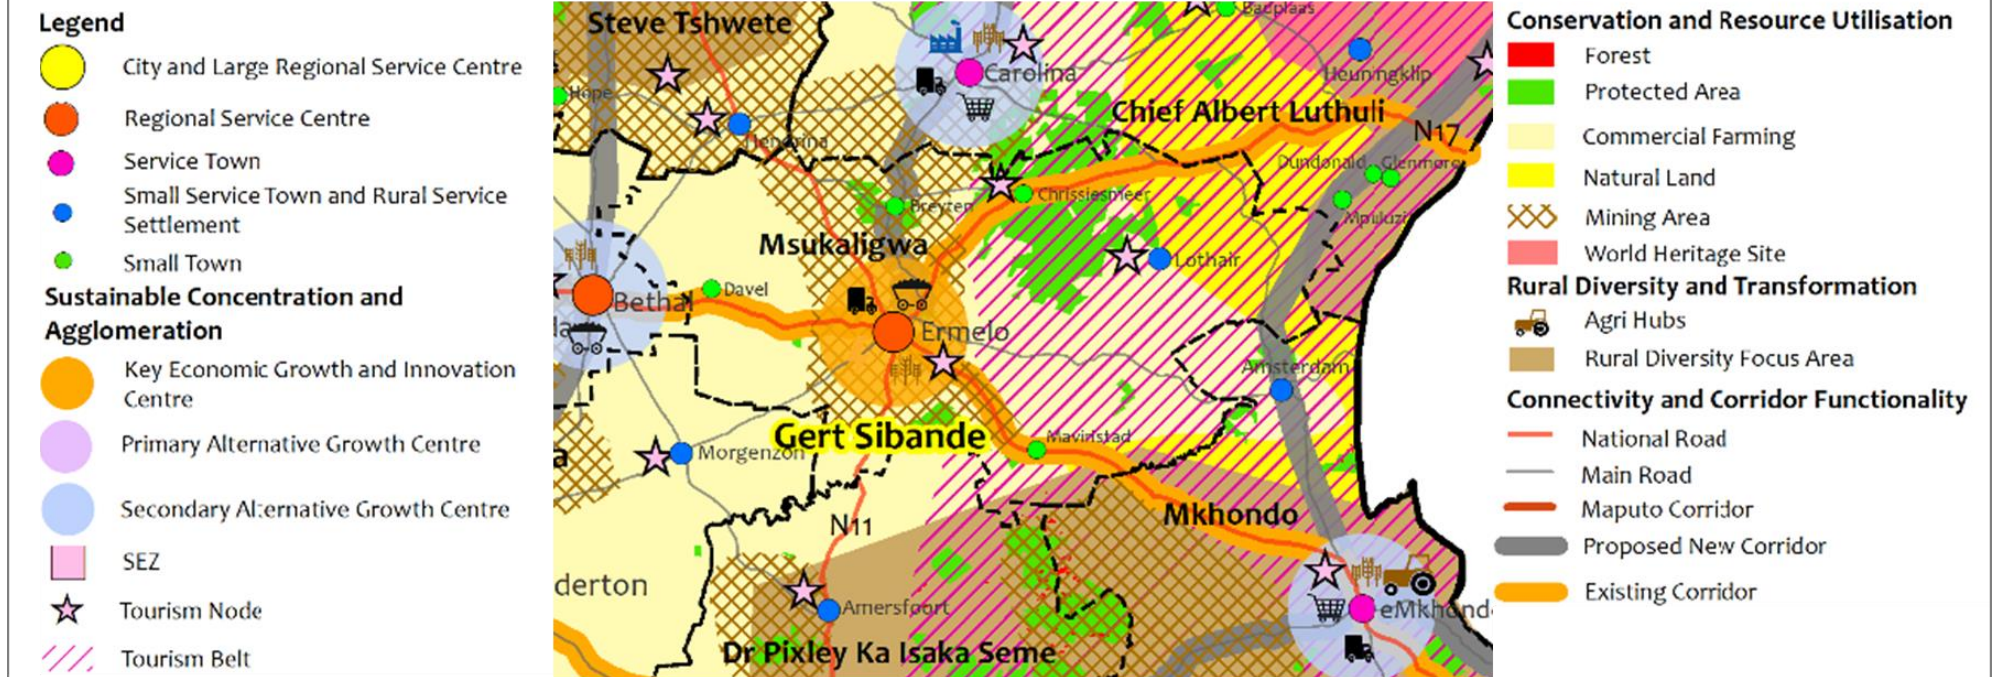 Legend
City and Large Regional Service Centre
Regional Service Centre
Service Town
Small Service Town and Rural Service
Settlement
Small Town
Sustainable Concentration and
Agglomeration
Key Economic Growth and Innovation
Centre
Primary Alternative Growth Centre
Secondary Alternative Growth Centre
SEZ
Tourism Node
Tourism Belt
Steve Tshwete
Badplaas
Carolina
Heuningklip
Hope
Chief Albert Luthuli
N17
Hendrina
Dundonald
Glenmore
Chrissiesmeer
Breyten
Mpuluzi
Msukaligwa
Lothair
Davel
Bethal
Ermelo
Amsterdam
Gert Sibande
Maviristad
Morgenzon
a
N11
Mkhondo
derton
Amersfoort
eMkhond
Dr Pixley Ka Isaka Seme
Conservation and Resource Utilisation
Forest
Protected Area
Commercial Farming
Natural Land
Mining Area
World Heritage Site
Rural Diversity and Transformation
Agri Hubs
Rural Diversity Focus Area
Connectivity and Corridor Functionality
National Road
Main Road
Maputo Corridor
Proposed New Corridor
Existing Corridor